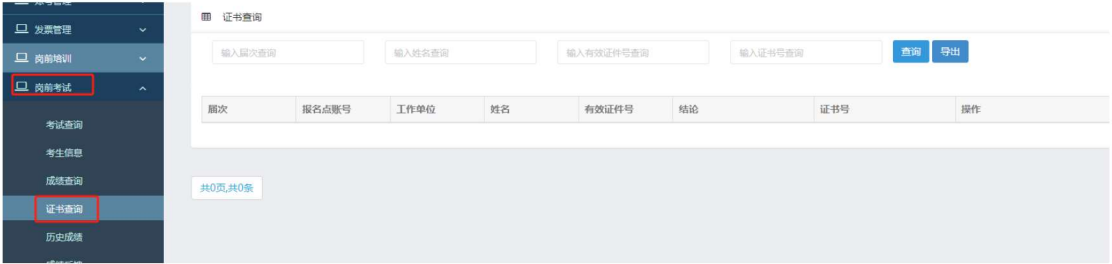 发票管理
岗前培训
岗前考试
考试查询
考生信息
成绩查询
证书查询
历史成绩
证书查询
输入届次查询 输入姓名查询 输入有效证件号查询 输入证书号查询 查询 导出
届次 报名点账号 工作单位 姓名 有效证件号 结论 证书号 操作
共0页,共0条